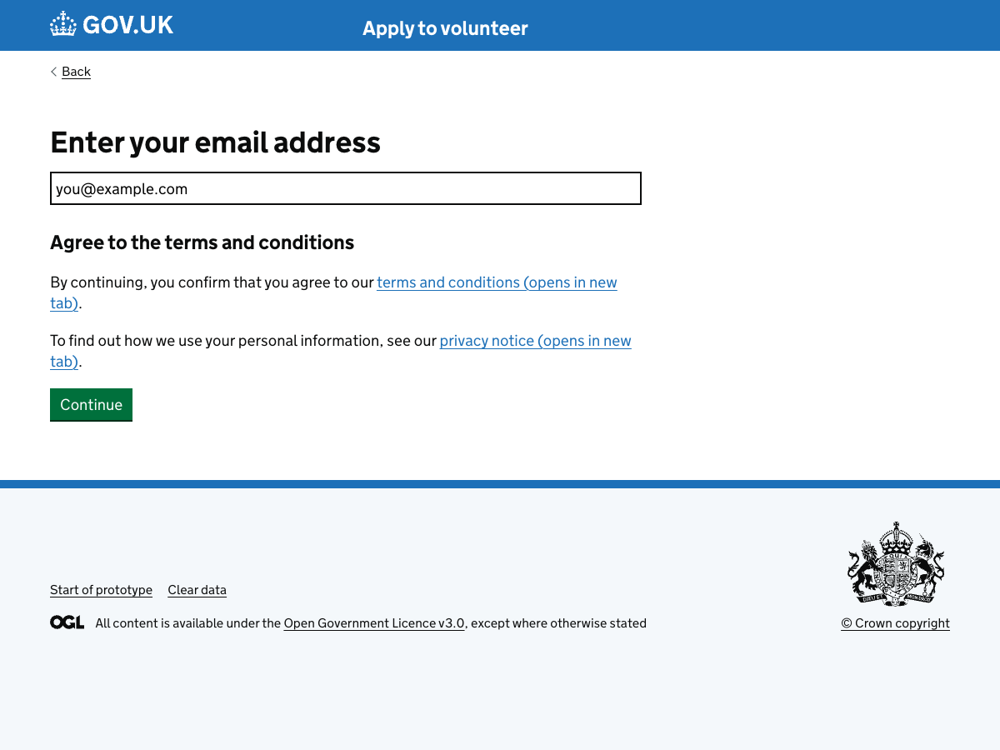 GOV.UK
Apply to volunteer
Back
Enter your email address
you@example.com
Agree to the terms and conditions
By continuing, you confirm that you agree to our terms and conditions (opens in new
tab).
To find out how we use your personal information, see our privacy notice (opens in new
tab).
Continue
Start of prototype Clear data
OGL All content is available under the Open Government Licence v3.0, except where otherwise stated
© Crown copyright